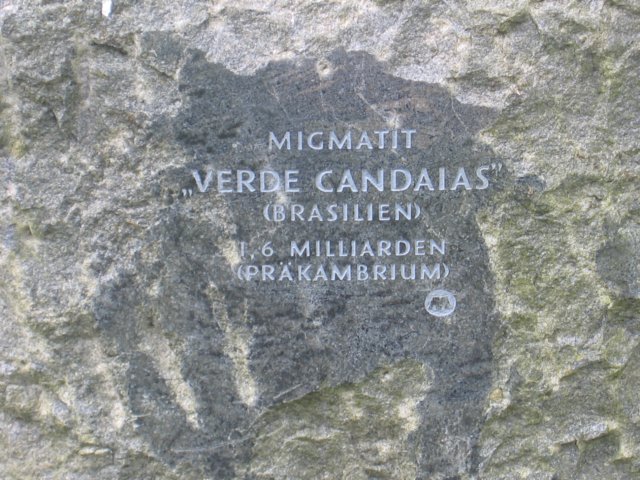 MIGMATIT
„VERDE CANDAIAS"
(BRASILIEN)
1,6 MILLIARDEN
(PRÄKAMBRIUM)